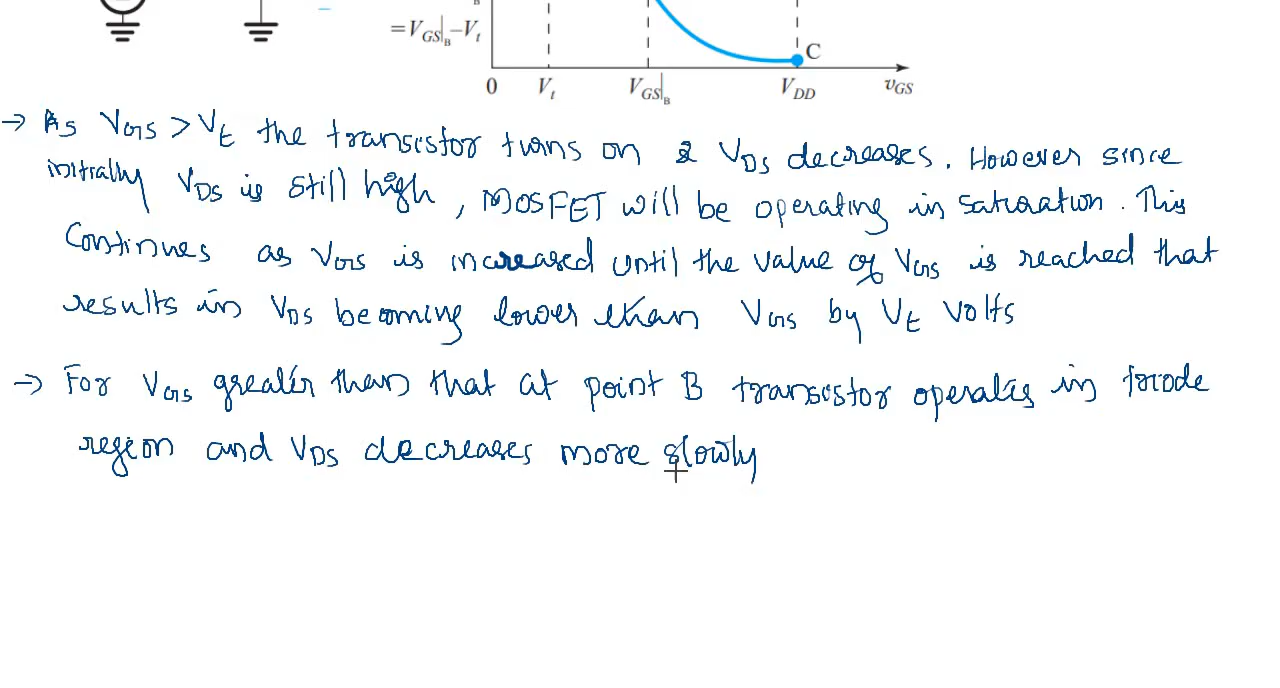 = V_GS|_B − V_t
C
0 V_t V_GS|_B V_DD v_GS
→ As V_GS > V_t the transistor turns on & V_DS decreases. However since
initially V_DS is still high, MOSFET will be operating in saturation. This
Continues as V_GS is increased until the value of V_GS is reached that
results in V_DS becoming lower than V_GS by V_t Volts
→ For V_GS greater than that at point B transistor operates in triode
region and V_DS decreases more slowly